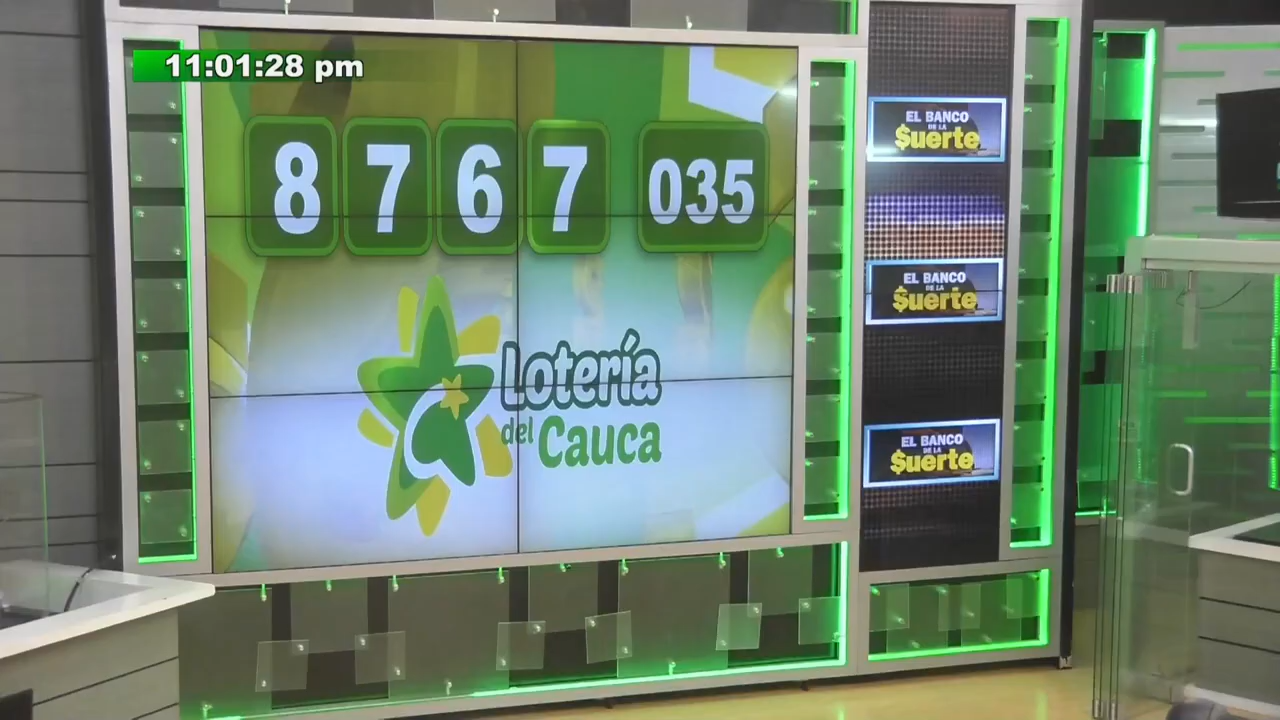 11:01:28 pm
8 7 6 7 035
Lotería
del Cauca
EL BANCO
DE LA
$uerte
EL BANCO
DE LA
$uerte
EL BANCO
DE LA
$uerte